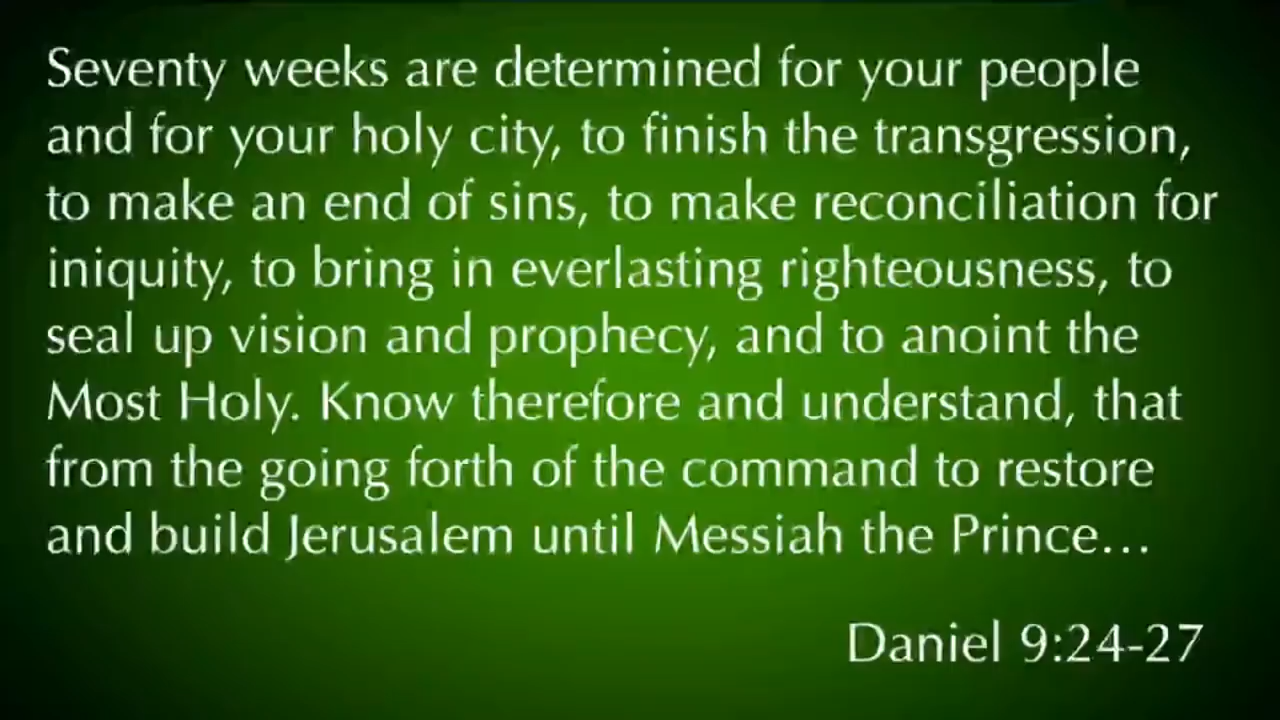 Seventy weeks are determined for your people
and for your holy city, to finish the transgression,
to make an end of sins, to make reconciliation for
iniquity, to bring in everlasting righteousness, to
seal up vision and prophecy, and to anoint the
Most Holy. Know therefore and understand, that
from the going forth of the command to restore
and build Jerusalem until Messiah the Prince...
Daniel 9:24-27